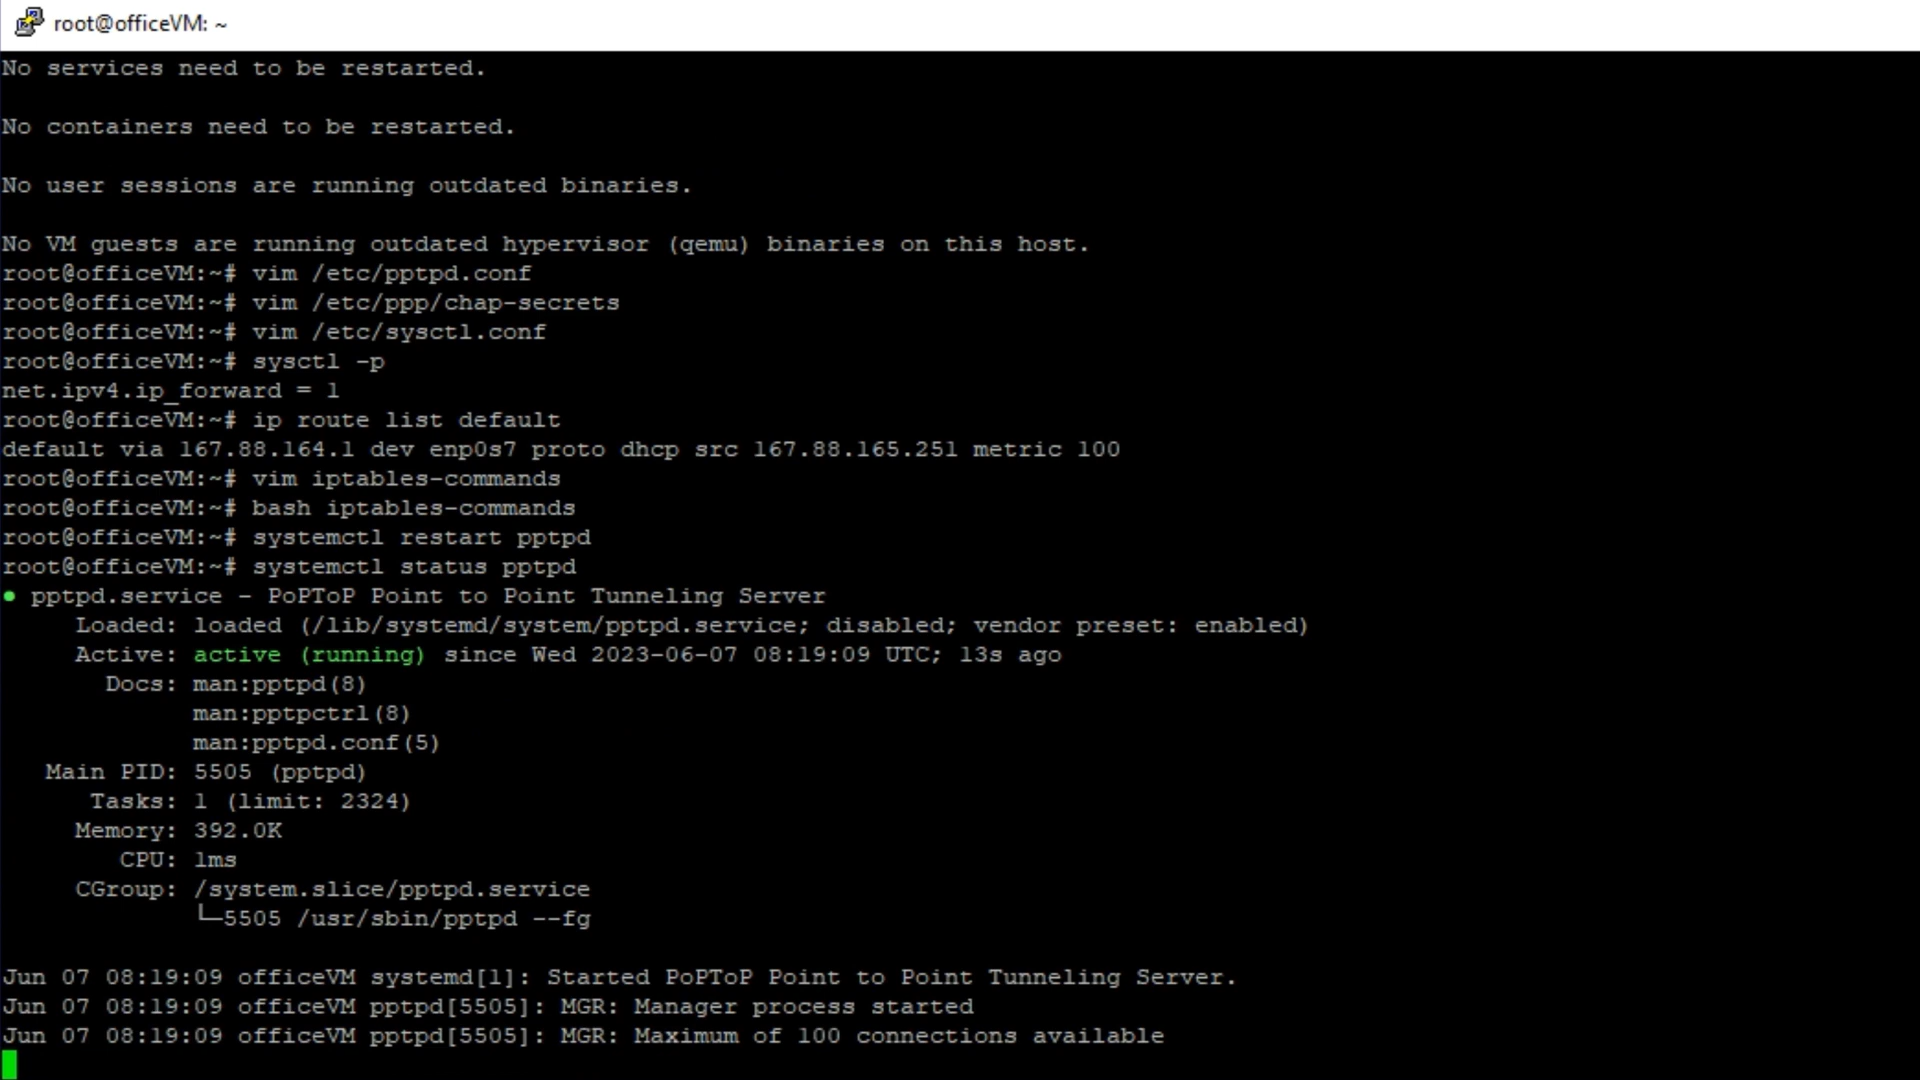 root@officeVM: ~
No services need to be restarted.
No containers need to be restarted.
No user sessions are running outdated binaries.
No VM guests are running outdated hypervisor (qemu) binaries on this host.
root@officeVM:~# vim /etc/pptpd.conf
root@officeVM:~# vim /etc/ppp/chap-secrets
root@officeVM:~# vim /etc/sysctl.conf
root@officeVM:~# sysctl -p
net.ipv4.ip_forward = 1
root@officeVM:~# ip route list default
default via 167.88.164.1 dev enp0s7 proto dhcp src 167.88.165.251 metric 100
root@officeVM:~# vim iptables-commands
root@officeVM:~# bash iptables-commands
root@officeVM:~# systemctl restart pptpd
root@officeVM:~# systemctl status pptpd
● pptpd.service - PoPToP Point to Point Tunneling Server
Loaded: loaded (/lib/systemd/system/pptpd.service; disabled; vendor preset: enabled)
Active: active (running) since Wed 2023-06-07 08:19:09 UTC; 13s ago
Docs: man:pptpd(8)
man:pptpctrl(8)
man:pptpd.conf(5)
Main PID: 5505 (pptpd)
Tasks: 1 (limit: 2324)
Memory: 392.0K
CPU: 1ms
CGroup: /system.slice/pptpd.service
└─5505 /usr/sbin/pptpd --fg
Jun 07 08:19:09 officeVM systemd[1]: Started PoPToP Point to Point Tunneling Server.
Jun 07 08:19:09 officeVM pptpd[5505]: MGR: Manager process started
Jun 07 08:19:09 officeVM pptpd[5505]: MGR: Maximum of 100 connections available